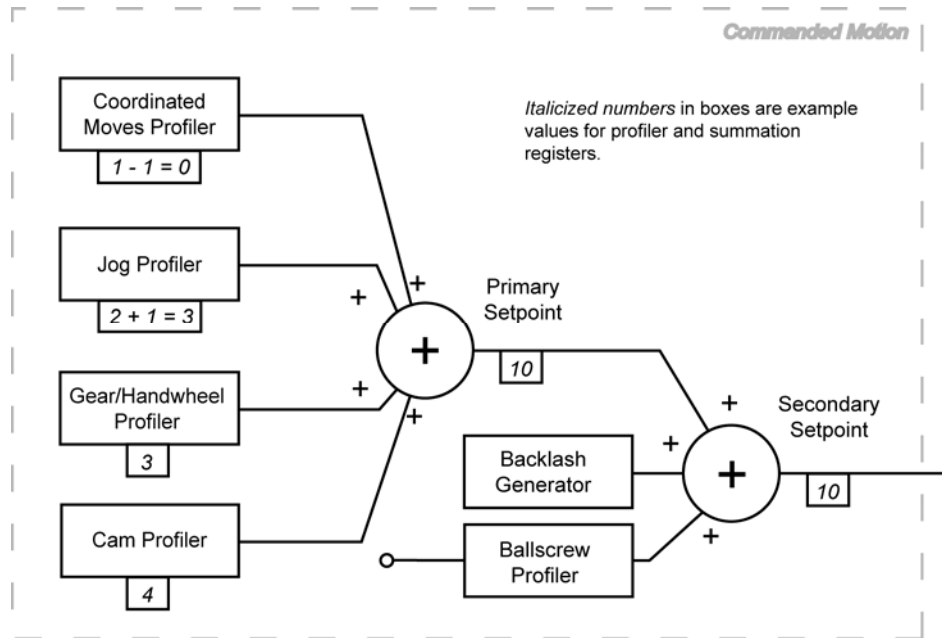 Commanded Motion
Coordinated
Moves Profiler
1 - 1 = 0
Italicized numbers in boxes are example
values for profiler and summation
registers.
Jog Profiler
2 + 1 = 3
+
+
Primary
Setpoint
+
10
Gear/Handwheel
Profiler
3
+
+
+
Secondary
Setpoint
Backlash
Generator
+
+
10
Cam Profiler
4
Ballscrew
Profiler
+